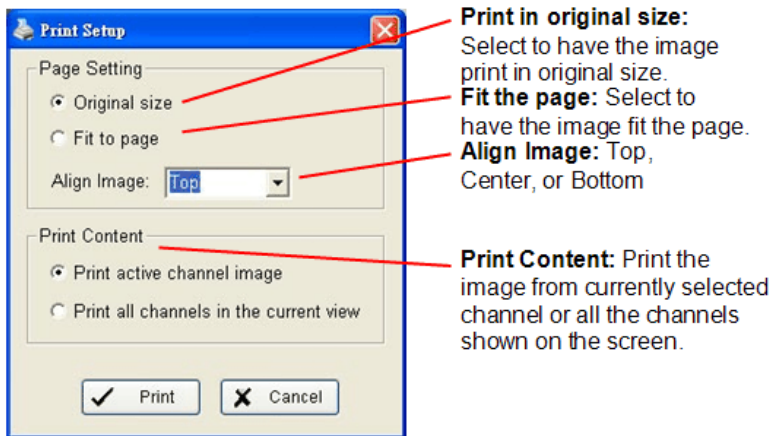 Print Setup
Page Setting
Original size
Fit to page
Align Image: Top
Print Content
Print active channel image
Print all channels in the current view
Print Cancel
Print in original size:
Select to have the image
print in original size.
Fit the page: Select to
have the image fit the page.
Align Image: Top,
Center, or Bottom
Print Content: Print the
image from currently selected
channel or all the channels
shown on the screen.